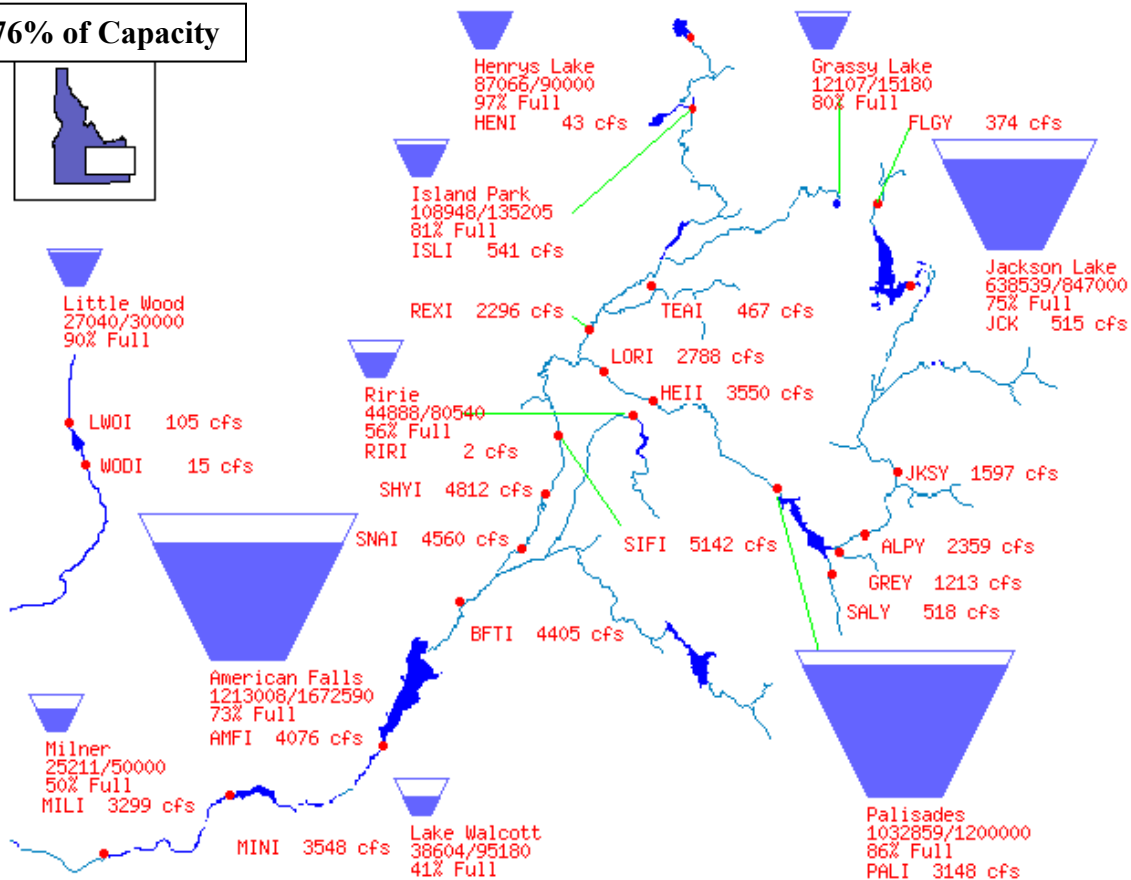 76% of Capacity
Henrys Lake
87066/90000
97% Full
HENI 43 cfs
Grassy Lake
12107/15180
80% Full
FLGY 374 cfs
Island Park
108948/135205
81% Full
ISLI 541 cfs
Jackson Lake
638539/847000
75% Full
JCK 515 cfs
Little Wood
27040/30000
90% Full
REXI 2296 cfs
TEAI 467 cfs
LORI 2788 cfs
HEII 3550 cfs
Ririe
44888/80540
56% Full
RIRI 2 cfs
LWOI 105 cfs
WODI 15 cfs
JKSY 1597 cfs
SHYI 4812 cfs
SNAI 4560 cfs
SIFI 5142 cfs
ALPY 2359 cfs
GREY 1213 cfs
SALY 518 cfs
BFTI 4405 cfs
American Falls
1213008/1672590
73% Full
AMFI 4076 cfs
Milner
25211/50000
50% Full
MILI 3299 cfs
MINI 3548 cfs
Lake Walcott
38604/95180
41% Full
Palisades
1032859/1200000
86% Full
PALI 3148 cfs